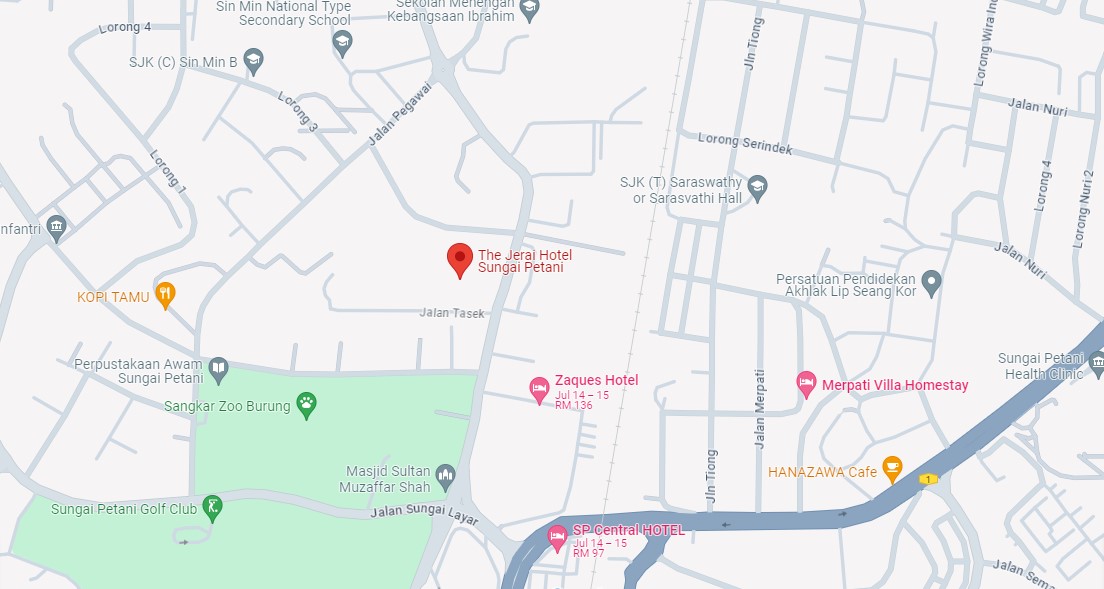 Sin Min National Type
Secondary School
Sekolah Menengah
Kebangsaan Ibrahim
Lorong 4
SJK (C) Sin Min B
Lorong 3
Jalan Pegawai
Jln Tiong
Lorong Wira
Jalan Nuri
Lorong Serindek
Lorong 1
SJK (T) Saraswathy
or Sarasvathi Hall
Lorong 4
Lorong Nuri 2
nfantri
The Jerai Hotel
Sungai Petani
Jalan Nuri
Persatuan Pendidekan
Akhlak Lip Seang Kor
KOPI TAMU
Jalan Tasek
Perpustakaan Awam
Sungai Petani
Sungai Petani
Health Clinic
Zaques Hotel
Jul 14 – 15
RM 136
Merpati Villa Homestay
Sangkar Zoo Burung
Jalan Merpati
Masjid Sultan
Muzaffar Shah
Jln Tiong
HANAZAWA Cafe
1
Sungai Petani Golf Club
Jalan Sungai Layar
SP Central HOTEL
Jul 14 – 15
RM 97
Jalan Sema